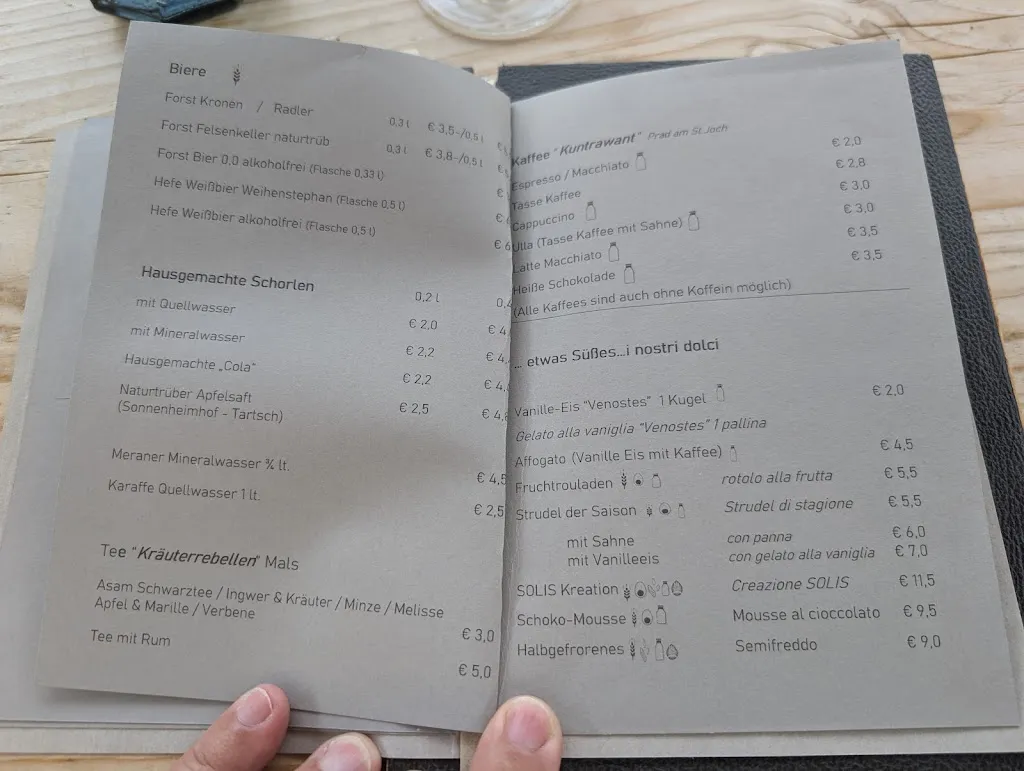 Biere
Forst Kronen / Radler 0,3 l € 3,5-/0,5 l
Forst Felsenkeller naturtrüb 0,3 l € 3,8-/0,5 l
Forst Bier 0,0 alkoholfrei (Flasche 0,33 l)
Hefe Weißbier Weihenstephan (Flasche 0,5 l)
Hefe Weißbier alkoholfrei (Flasche 0,5 l)
Hausgemachte Schorlen 0,2 l
mit Quellwasser € 2,0
mit Mineralwasser € 2,2
Hausgemachte „Cola“ € 2,2
Naturtrüber Apfelsaft € 2,5
(Sonnenheimhof - Tartsch)
Meraner Mineralwasser ¾ lt. € 4,5
Karaffe Quellwasser 1 lt. € 2,5
Tee "Kräuterrebellen" Mals
Asam Schwarztee / Ingwer & Kräuter / Minze / Melisse
Apfel & Marille / Verbene € 3,0
Tee mit Rum € 5,0
Kaffee "Kuntrawant" Prad am St.Joch
Espresso / Macchiato € 2,0
Tasse Kaffee € 2,8
Cappuccino € 3,0
Ulla (Tasse Kaffee mit Sahne) € 3,0
Latte Macchiato € 3,5
Heiße Schokolade € 3,5
(Alle Kaffees sind auch ohne Koffein möglich)
... etwas Süßes...i nostri dolci
Vanille-Eis "Venostes" 1 Kugel € 2,0
Gelato alla vaniglia "Venostes" 1 pallina
Affogato (Vanille Eis mit Kaffee) € 4,5
Fruchtrouladen rotolo alla frutta € 5,5
Strudel der Saison Strudel di stagione € 5,5
mit Sahne con panna € 6,0
mit Vanilleeis con gelato alla vaniglia € 7,0
SOLIS Kreation Creazione SOLIS € 11,5
Schoko-Mousse Mousse al cioccolato € 9,5
Halbgefrorenes Semifreddo € 9,0